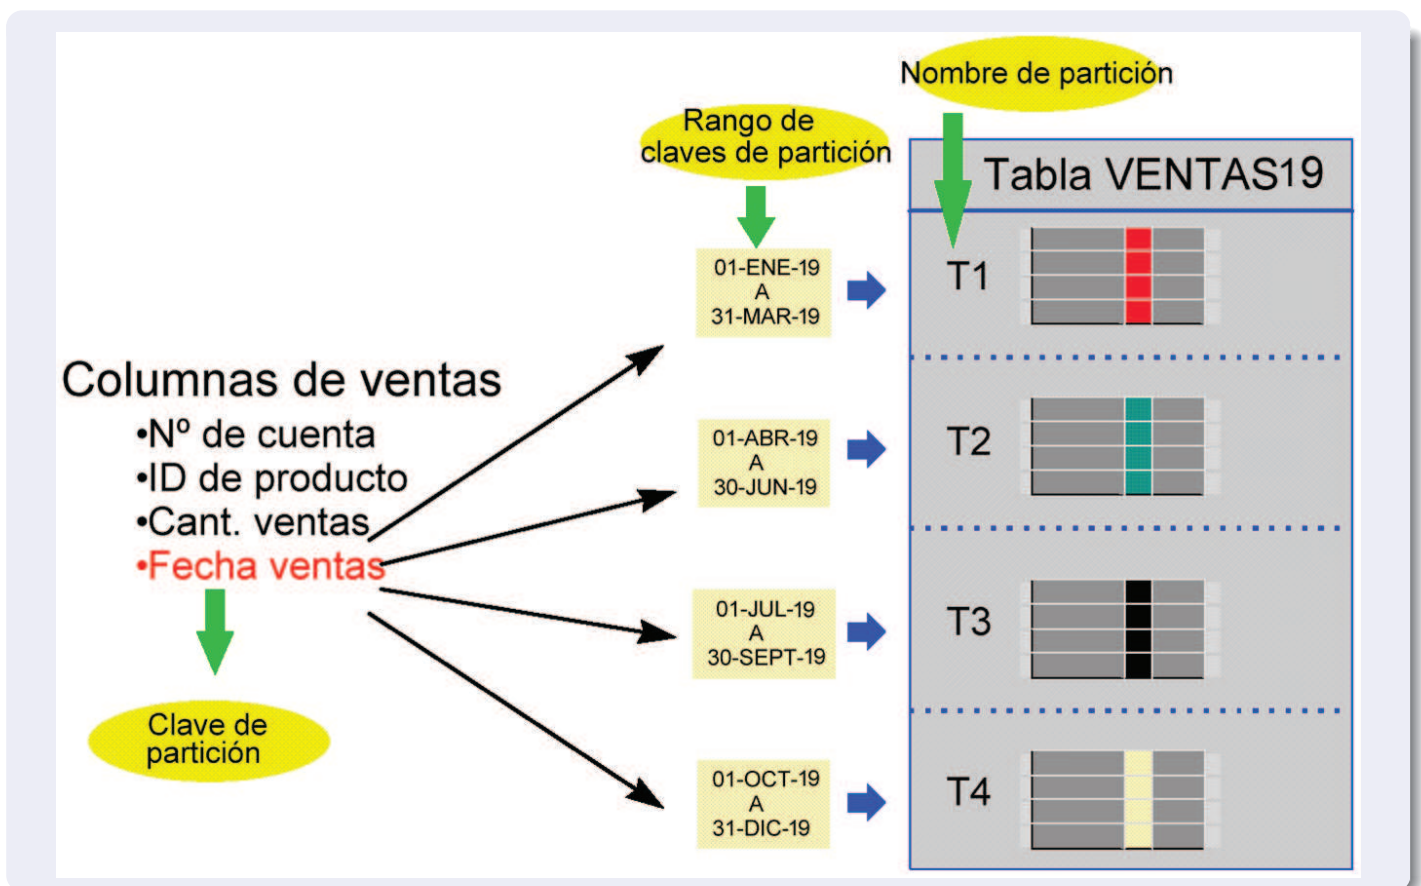 Nombre de partición
Rango de
claves de partición
Tabla VENTAS19
01-ENE-19
A
31-MAR-19
T1
Columnas de ventas
•Nº de cuenta
•ID de producto
•Cant. ventas
•Fecha ventas
01-ABR-19
A
30-JUN-19
T2
01-JUL-19
A
30-SEPT-19
T3
Clave de
partición
01-OCT-19
A
31-DIC-19
T4